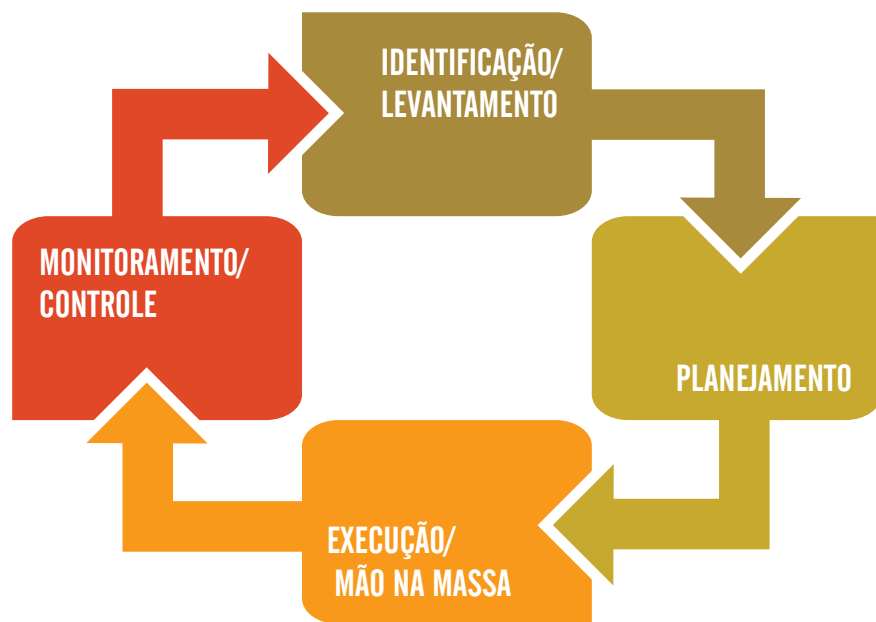 IDENTIFICAÇÃO/
LEVANTAMENTO
PLANEJAMENTO
EXECUÇÃO/
MÃO NA MASSA
MONITORAMENTO/
CONTROLE